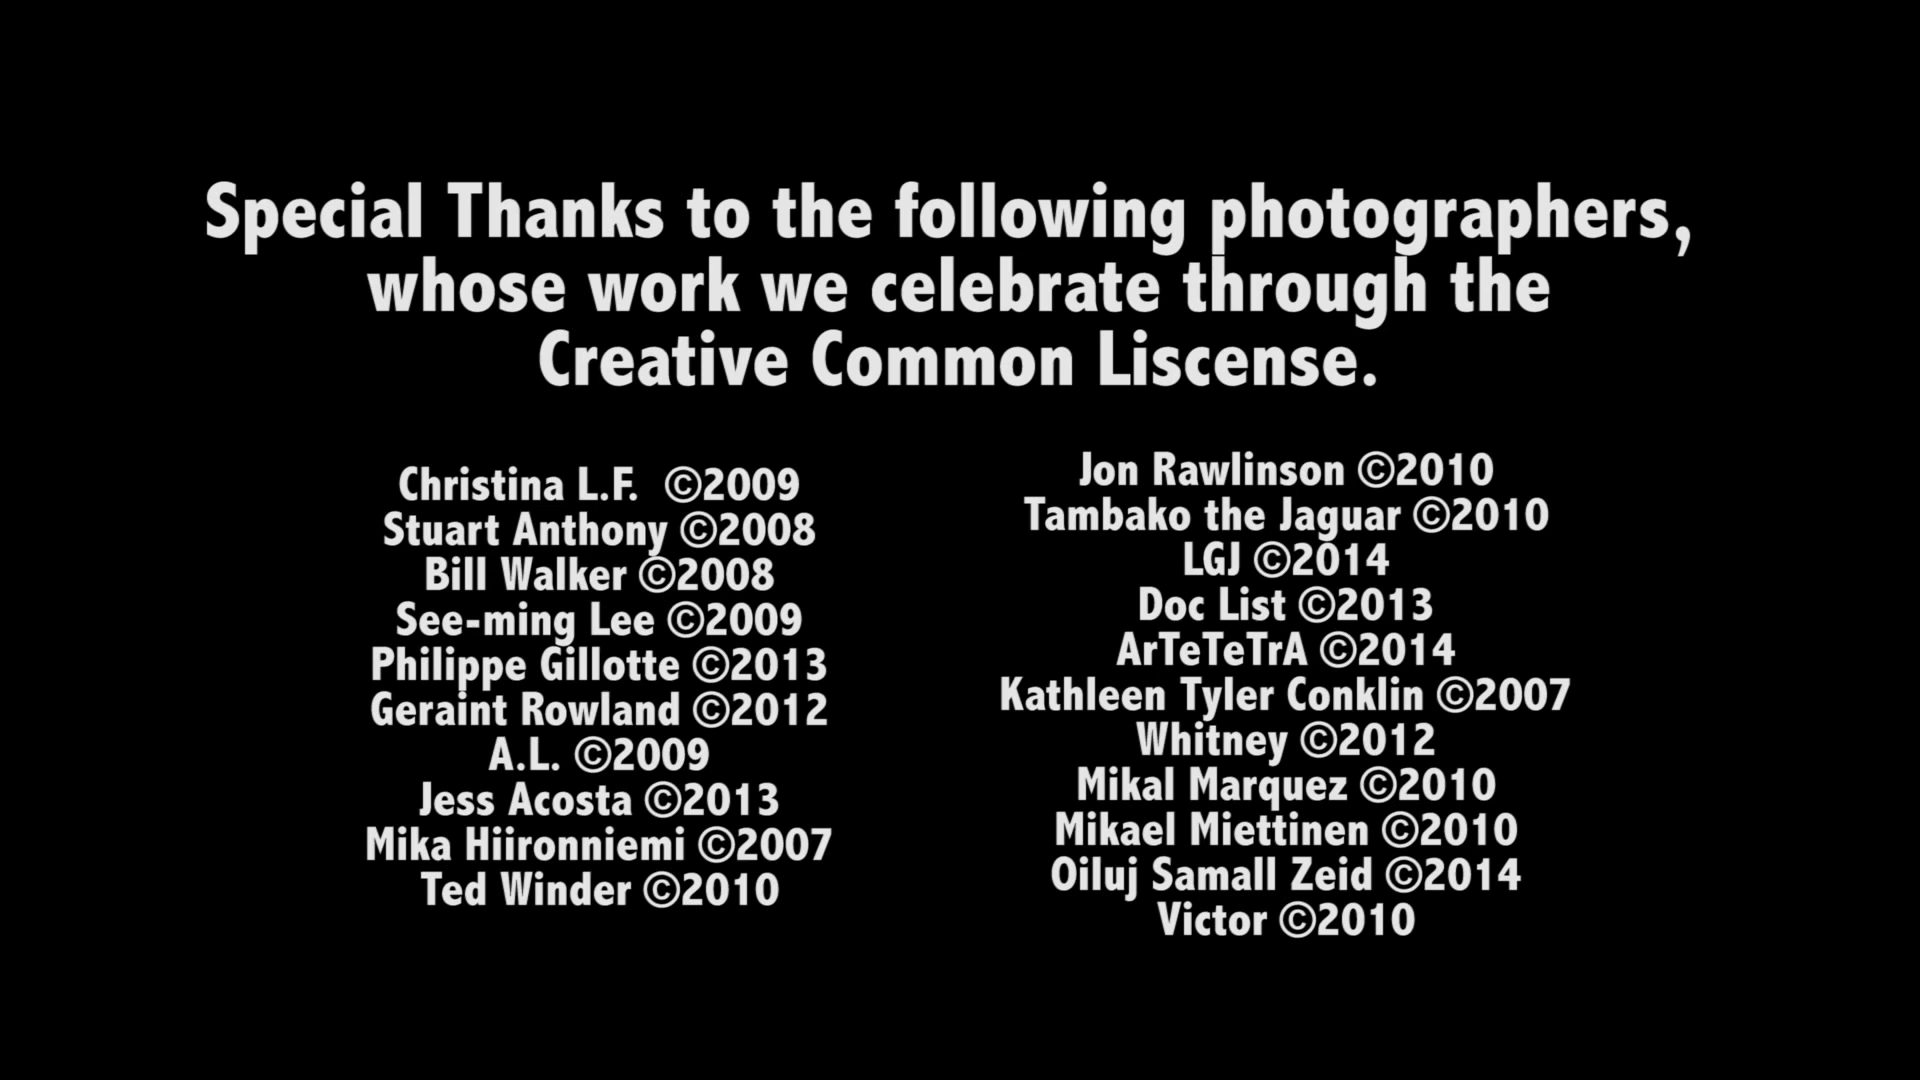 Special Thanks to the following photographers,
whose work we celebrate through the
Creative Common Liscense.
Christina L.F. ©2009
Stuart Anthony ©2008
Bill Walker ©2008
See-ming Lee ©2009
Philippe Gillotte ©2013
Geraint Rowland ©2012
A.L. ©2009
Jess Acosta ©2013
Mika Hiironniemi ©2007
Ted Winder ©2010
Jon Rawlinson ©2010
Tambako the Jaguar ©2010
LGJ ©2014
Doc List ©2013
ArTeTeTrA ©2014
Kathleen Tyler Conklin ©2007
Whitney ©2012
Mikal Marquez ©2010
Mikael Miettinen ©2010
Oiluj Samall Zeid ©2014
Victor ©2010